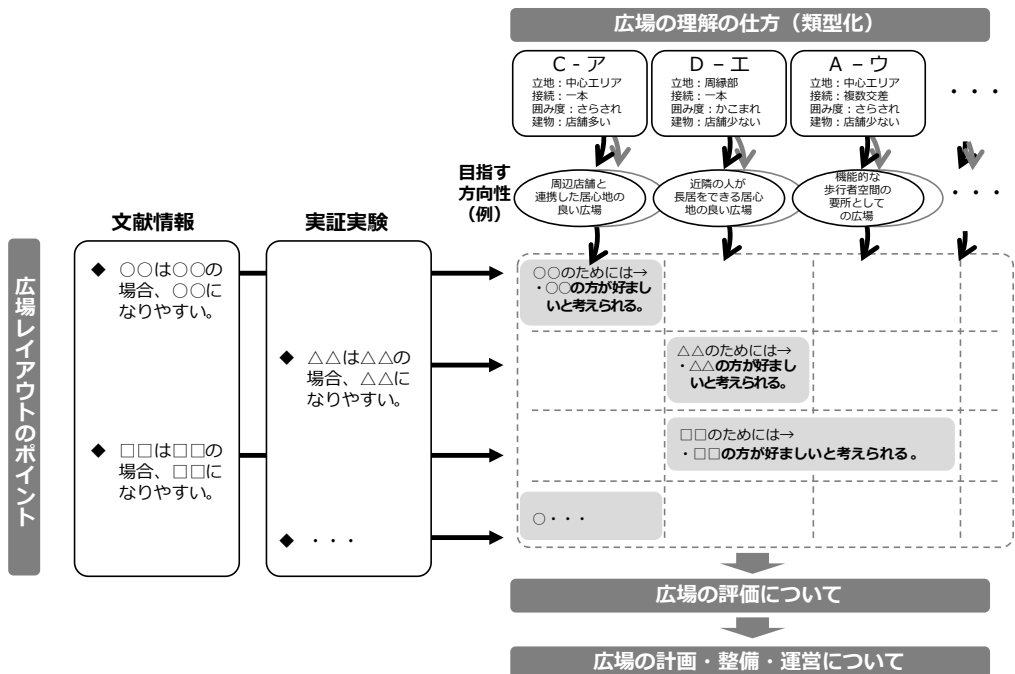 広場の理解の仕方（類型化）
C - ア
立地：中心エリア
接続：一本
囲み度：さらされ
建物：店舗多い
D – エ
立地：周縁部
接続：一本
囲み度：かこまれ
建物：店舗少ない
A – ウ
立地：中心エリア
接続：複数交差
囲み度：さらされ
建物：店舗少ない
・・・
目指す
方向性
（例）
周辺店舗と
連携した居心地の
良い広場
近隣の人が
長居をできる居心
地の良い広場
機能的な
歩行者空間の
要所として
の広場
・・・
文献情報
実証実験
広場レイアウトのポイント
◆ ○○は○○の
場合、○○に
なりやすい。
◆ △△は△△の
場合、△△に
なりやすい。
◆ □□は□□の
場合、□□に
なりやすい。
◆ ・・・
○○のためには→
・○○の方が好まし
いと考えられる。
△△のためには→
・△△の方が好まし
いと考えられる。
□□のためには→
・□□の方が好ましいと考えられる。
○・・・
広場の評価について
広場の計画・整備・運営について